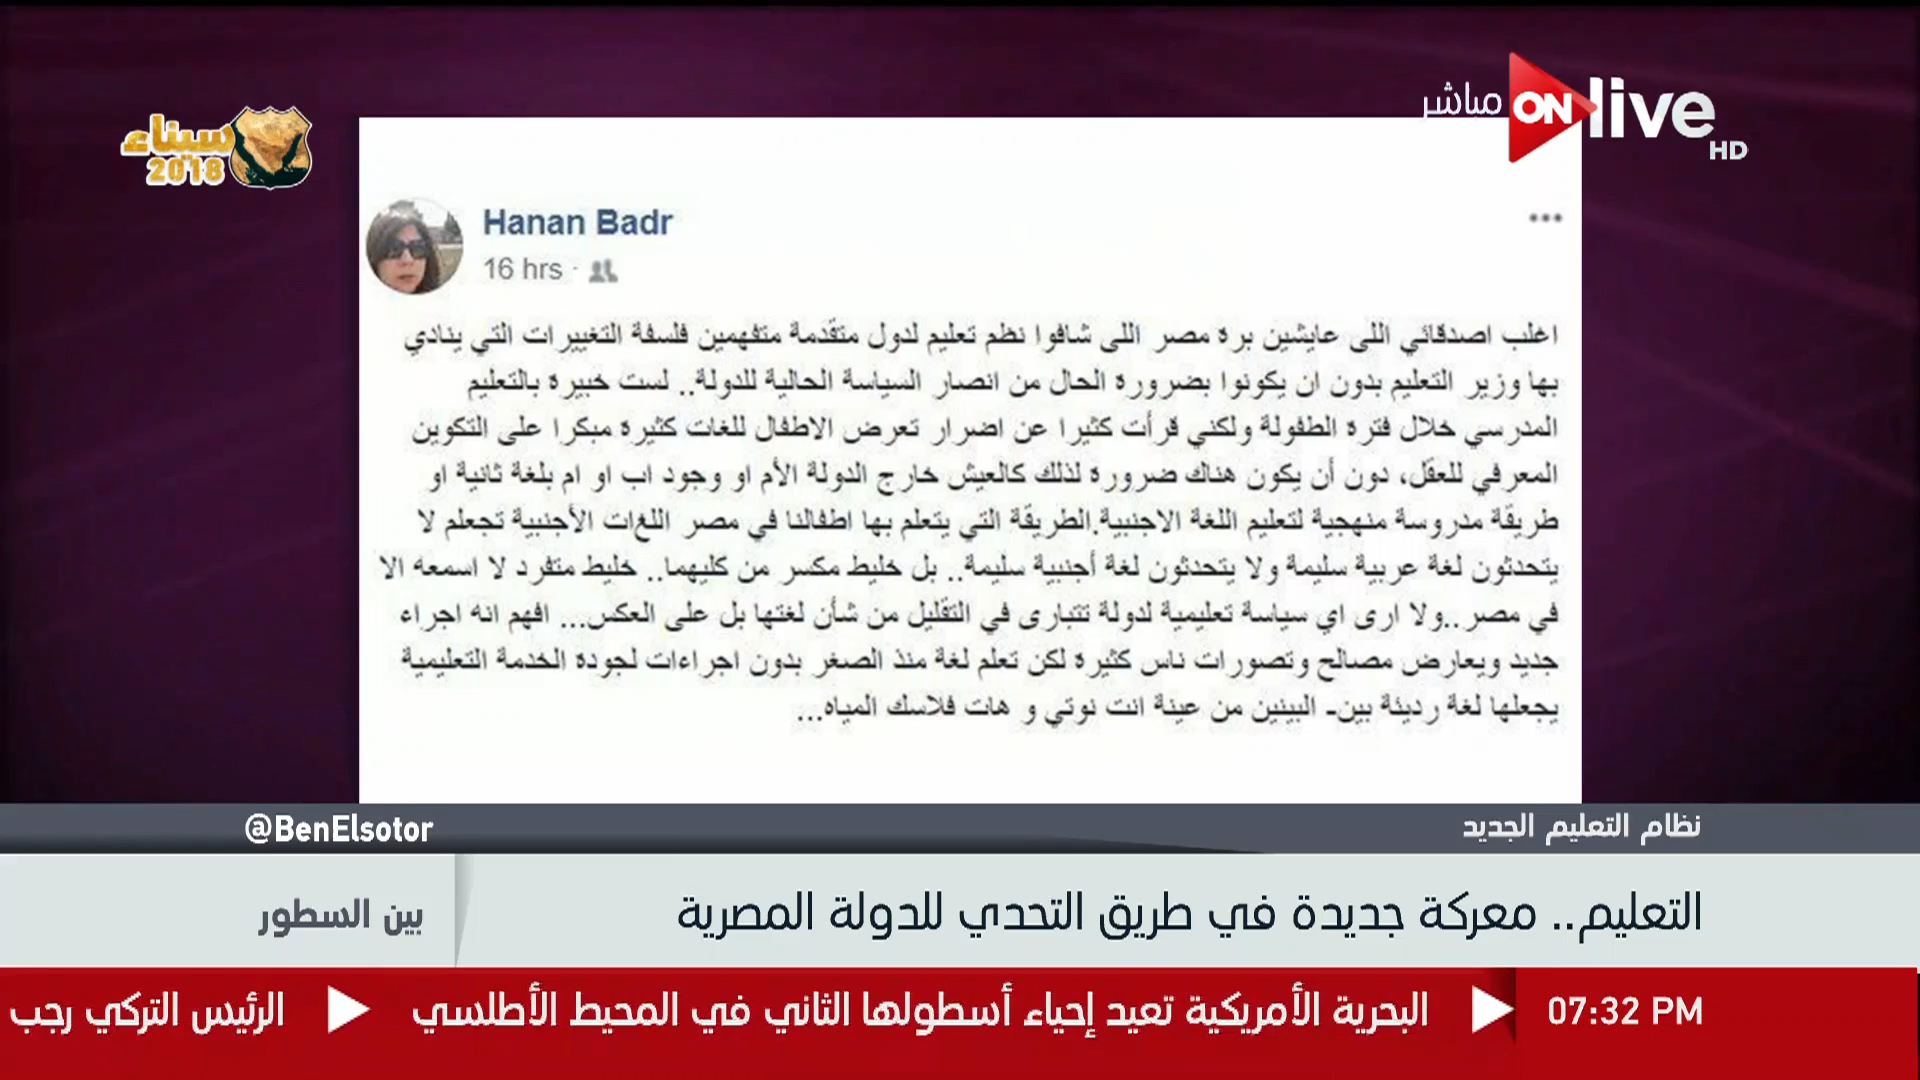 سيناء
2018
مباشر
ON live
HD
Hanan Badr
16 hrs ·
اغلب اصدقائي اللى عايشين بره مصر اللى شافوا نظم تعليم لدول متقدمة متفهمين فلسفة التغييرات التي ينادي
بها وزير التعليم بدون ان يكونوا بضروره الحال من انصار السياسة الحالية للدولة.. لست خبيره بالتعليم
المدرسي خلال فتره الطفولة ولكني قرأت كثيرا عن اضرار تعرض الاطفال للغات كثيره مبكرا على التكوين
المعرفي للعقل، دون أن يكون هناك ضروره لذلك كالعيش خارج الدولة الأم او وجود اب او ام بلغة ثانية او
طريقة مدروسة منهجية لتعليم اللغة الاجنبية.الطريقة التي يتعلم بها اطفالنا في مصر اللغات الأجنبية تجعلم لا
يتحدثون لغة عربية سليمة ولا يتحدثون لغة أجنبية سليمة.. بل خليط مكسر من كليهما.. خليط متفرد لا اسمعه الا
في مصر..ولا ارى اي سياسة تعليمية لدولة تتبارى في التقليل من شأن لغتها بل على العكس... افهم انه اجراء
جديد ويعارض مصالح وتصورات ناس كثيره لكن تعلم لغة منذ الصغر بدون اجراءات لجوده الخدمة التعليمية
يجعلها لغة رديئة بين- البينين من عينة انت نوتي و هات فلاسك المياه...
نظام التعليم الجديد
@BenElsotor
التعليم.. معركة جديدة في طريق التحدي للدولة المصرية
بين السطور
07:32 PM
البحرية الأمريكية تعيد إحياء أسطولها الثاني في المحيط الأطلسي
الرئيس التركي رجب